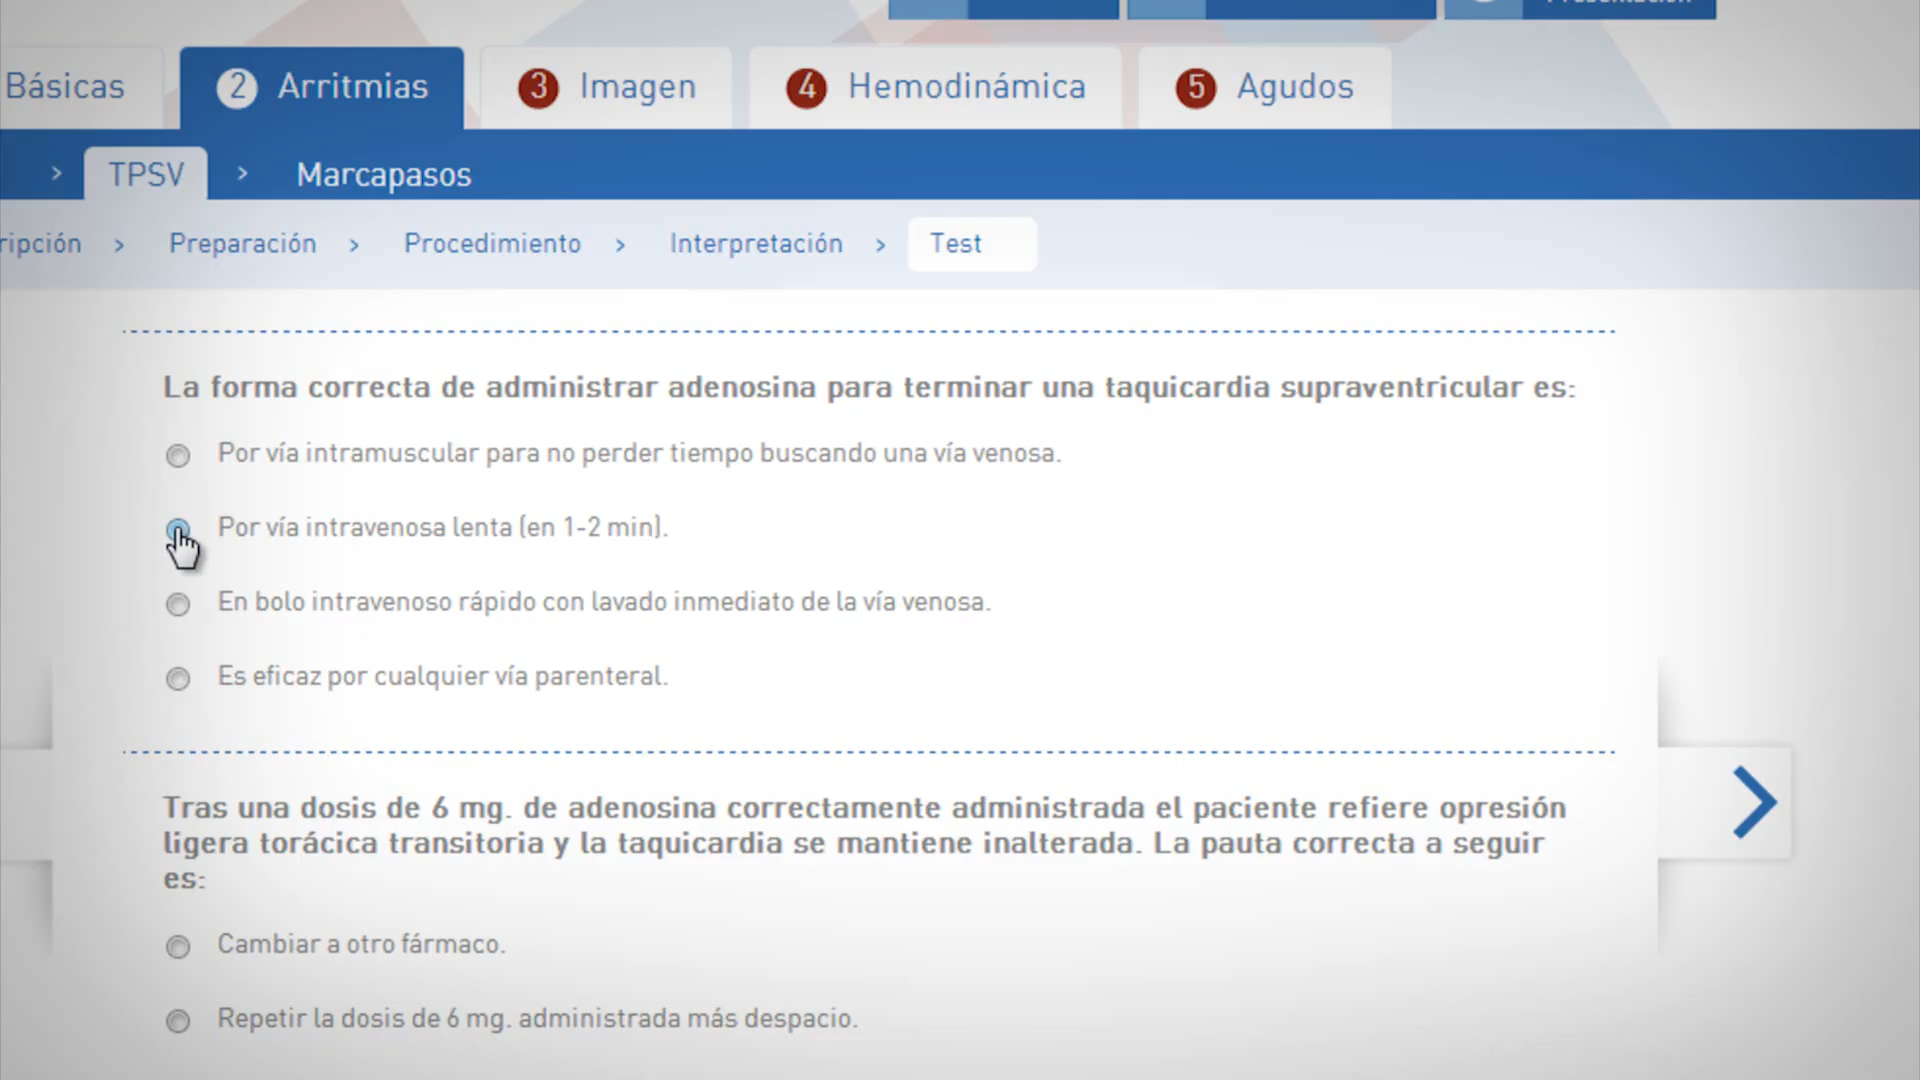 Básicas
2 Arritmias
3 Imagen
4 Hemodinámica
5 Agudos
> TPSV > Marcapasos
ripción > Preparación > Procedimiento > Interpretación > Test
La forma correcta de administrar adenosina para terminar una taquicardia supraventricular es:
Por vía intramuscular para no perder tiempo buscando una vía venosa.
Por vía intravenosa lenta (en 1-2 min).
En bolo intravenoso rápido con lavado inmediato de la vía venosa.
Es eficaz por cualquier vía parenteral.
Tras una dosis de 6 mg. de adenosina correctamente administrada el paciente refiere opresión
ligera torácica transitoria y la taquicardia se mantiene inalterada. La pauta correcta a seguir
es:
Cambiar a otro fármaco.
Repetir la dosis de 6 mg. administrada más despacio.